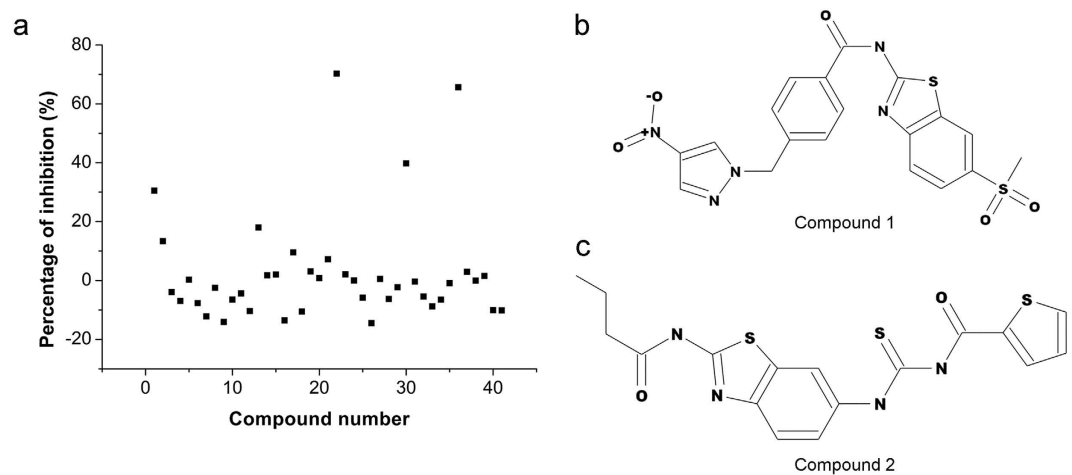 a
80
60
40
20
0
-20
Percentage of inhibition (%)
0
10
20
30
40
Compound number
b
O
N
S
N
-O
+N
O
N
N
S
O
O
Compound 1
c
O
S
S
N
S
O
N
N
N
O
N
Compound 2